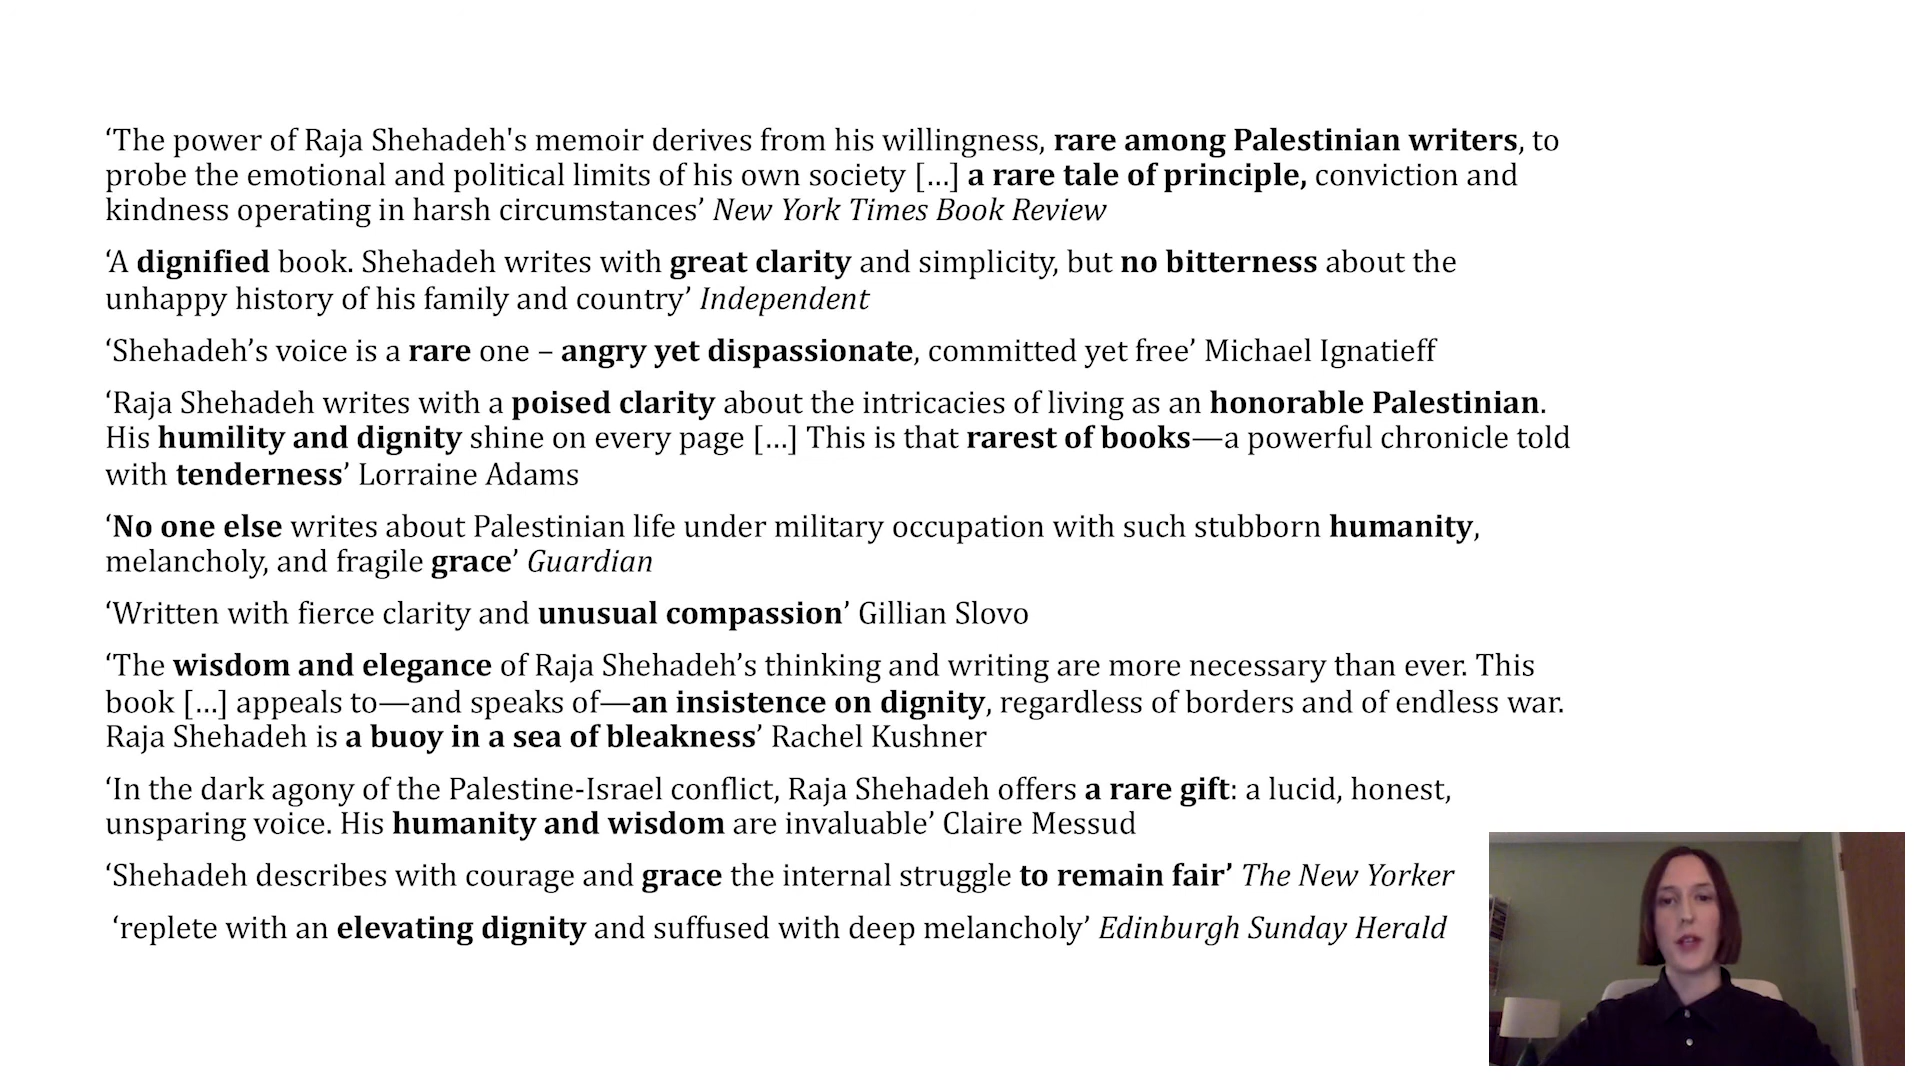 ‘The power of Raja Shehadeh's memoir derives from his willingness, rare among Palestinian writers, to
probe the emotional and political limits of his own society [...] a rare tale of principle, conviction and
kindness operating in harsh circumstances’ New York Times Book Review
‘A dignified book. Shehadeh writes with great clarity and simplicity, but no bitterness about the
unhappy history of his family and country’ Independent
‘Shehadeh’s voice is a rare one – angry yet dispassionate, committed yet free’ Michael Ignatieff
‘Raja Shehadeh writes with a poised clarity about the intricacies of living as an honorable Palestinian.
His humility and dignity shine on every page [...] This is that rarest of books—a powerful chronicle told
with tenderness’ Lorraine Adams
‘No one else writes about Palestinian life under military occupation with such stubborn humanity,
melancholy, and fragile grace’ Guardian
‘Written with fierce clarity and unusual compassion’ Gillian Slovo
‘The wisdom and elegance of Raja Shehadeh’s thinking and writing are more necessary than ever. This
book [...] appeals to—and speaks of—an insistence on dignity, regardless of borders and of endless war.
Raja Shehadeh is a buoy in a sea of bleakness’ Rachel Kushner
‘In the dark agony of the Palestine-Israel conflict, Raja Shehadeh offers a rare gift: a lucid, honest,
unsparing voice. His humanity and wisdom are invaluable’ Claire Messud
‘Shehadeh describes with courage and grace the internal struggle to remain fair’ The New Yorker
‘replete with an elevating dignity and suffused with deep melancholy’ Edinburgh Sunday Herald